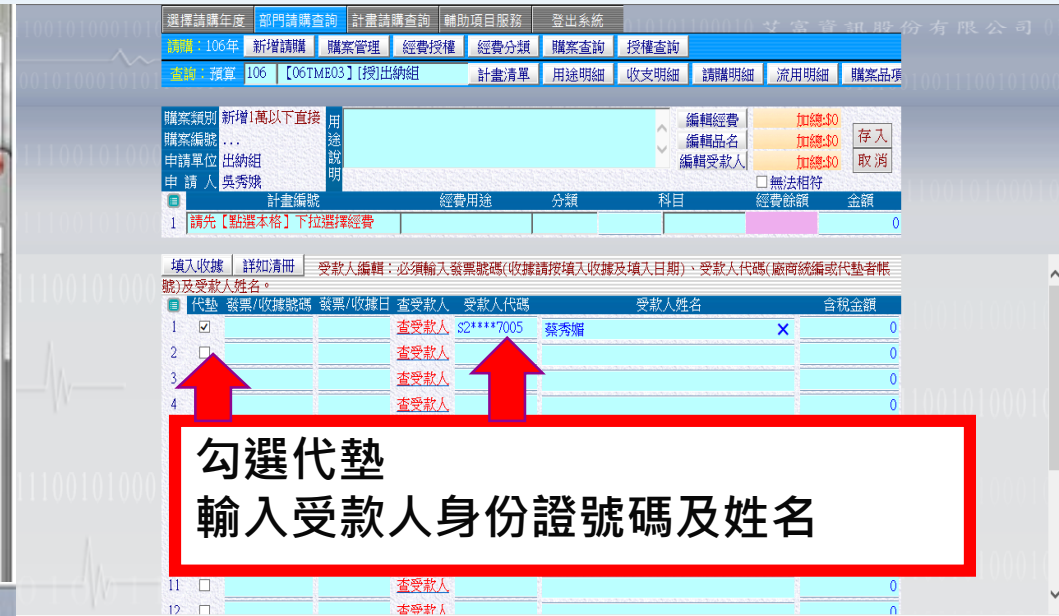 選擇請購年度 部門請購查詢 計畫請購查詢 輔助項目服務 登出系統
艾富資訊股份有限公司
請購：106年 新增請購 購案管理 經費授權 經費分類 購案查詢 授權查詢
查詢：預算 106 【06TME03】[授]出納組 計畫清單 用途明細 收支明細 請購明細 流用明細 購案品項
購案類別 新增1萬以下直接 用途說明 編輯經費 加總:$0
購案編號 ... 編輯品名 加總:$0 存入
申請單位 出納組 編輯受款人 加總:$0 取消
申請人 吳秀娥 無法相符
計畫編號 經費用途 分類 科目 經費餘額 金額
1 請先【點選本格】下拉選擇經費 0
填入收據 詳如清冊 受款人編輯：必須輸入發票號碼(收據請按填入收據及填入日期)、受款人代碼(廠商統編或代墊者帳
號)及受款人姓名。
代墊 發票/收據號碼 發票/收據日 查受款人 受款人代碼 受款人姓名 含稅金額
1 查受款人 S2****7005 蔡秀媚 0
2 查受款人 0
3 查受款人 0
4 查受款人 0
勾選代墊
輸入受款人身份證號碼及姓名
11 查受款人 0
12 查受款人 0